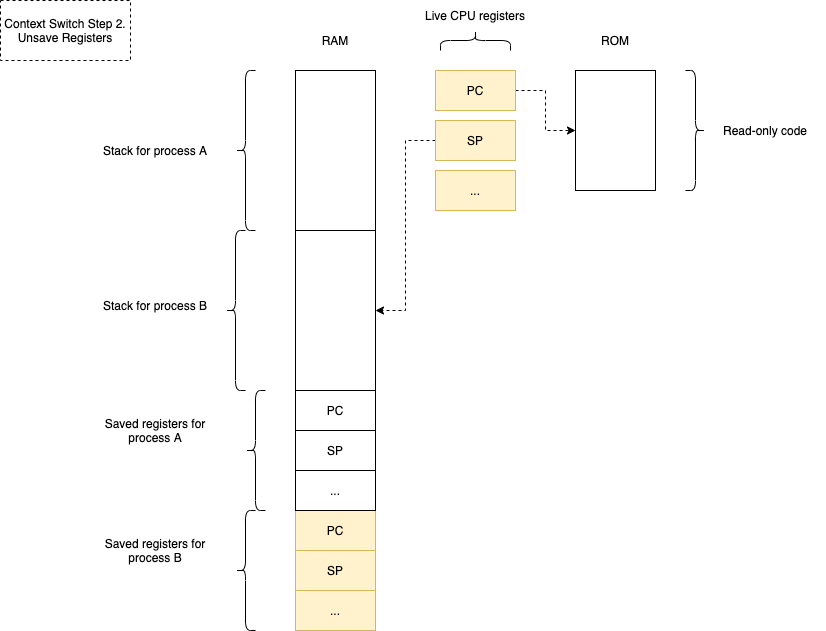 Context Switch Step 2.
Unsave Registers
Live CPU registers
RAM
ROM
PC
SP
...
Read-only code
Stack for process A
Stack for process B
Saved registers for
process A
PC
SP
...
Saved registers for
process B
PC
SP
...